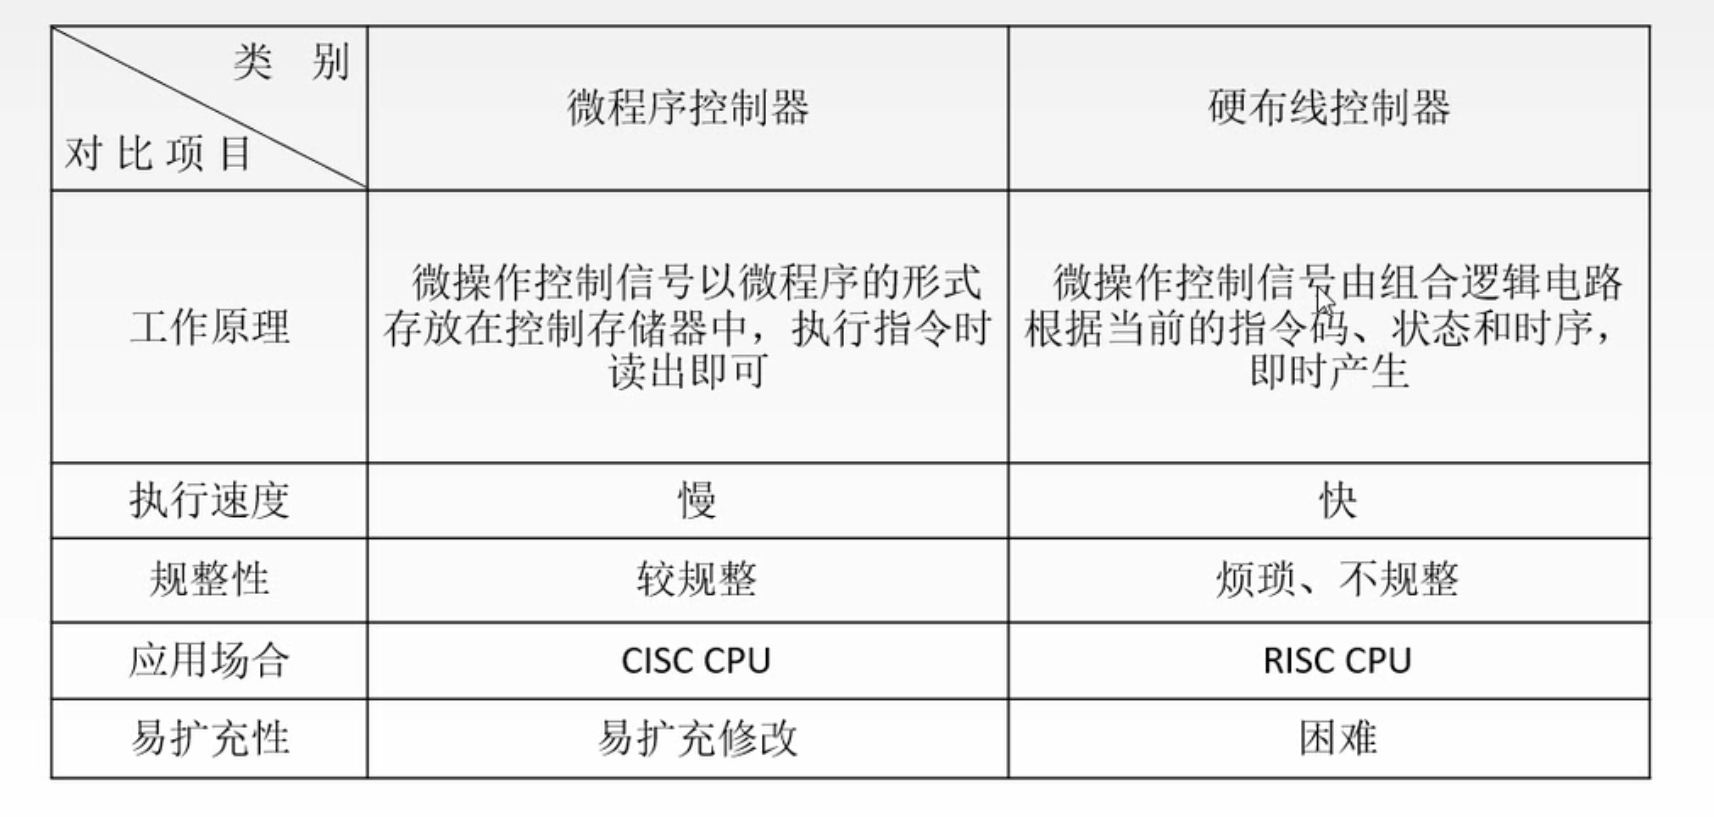 类 别
对比项目
微程序控制器
硬布线控制器
工作原理
微操作控制信号以微程序的形式
存放在控制存储器中，执行指令时
读出即可
微操作控制信号由组合逻辑电路
根据当前的指令码、状态和时序，
即时产生
执行速度
慢
快
规整性
较规整
烦琐、不规整
应用场合
CISC CPU
RISC CPU
易扩充性
易扩充修改
困难